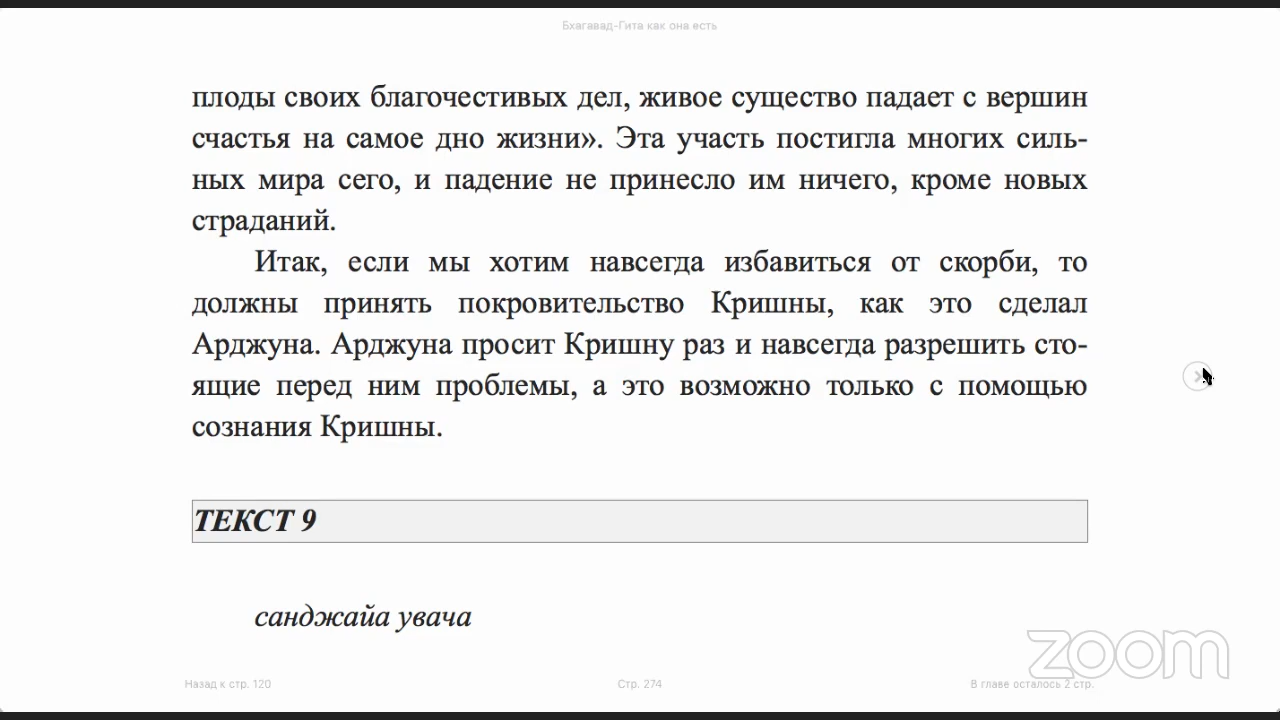 Бхагавад-Гита как она есть
плоды своих благочестивых дел, живое существо падает с вершин
счастья на самое дно жизни». Эта участь постигла многих силь-
ных мира сего, и падение не принесло им ничего, кроме новых
страданий.
Итак, если мы хотим навсегда избавиться от скорби, то
должны принять покровительство Кришны, как это сделал
Арджуна. Арджуна просит Кришну раз и навсегда разрешить сто-
ящие перед ним проблемы, а это возможно только с помощью
сознания Кришны.
ТЕКСТ 9
санджайа увача
zoom
Назад к стр. 120
Стр. 274
В главе осталось 2 стр.